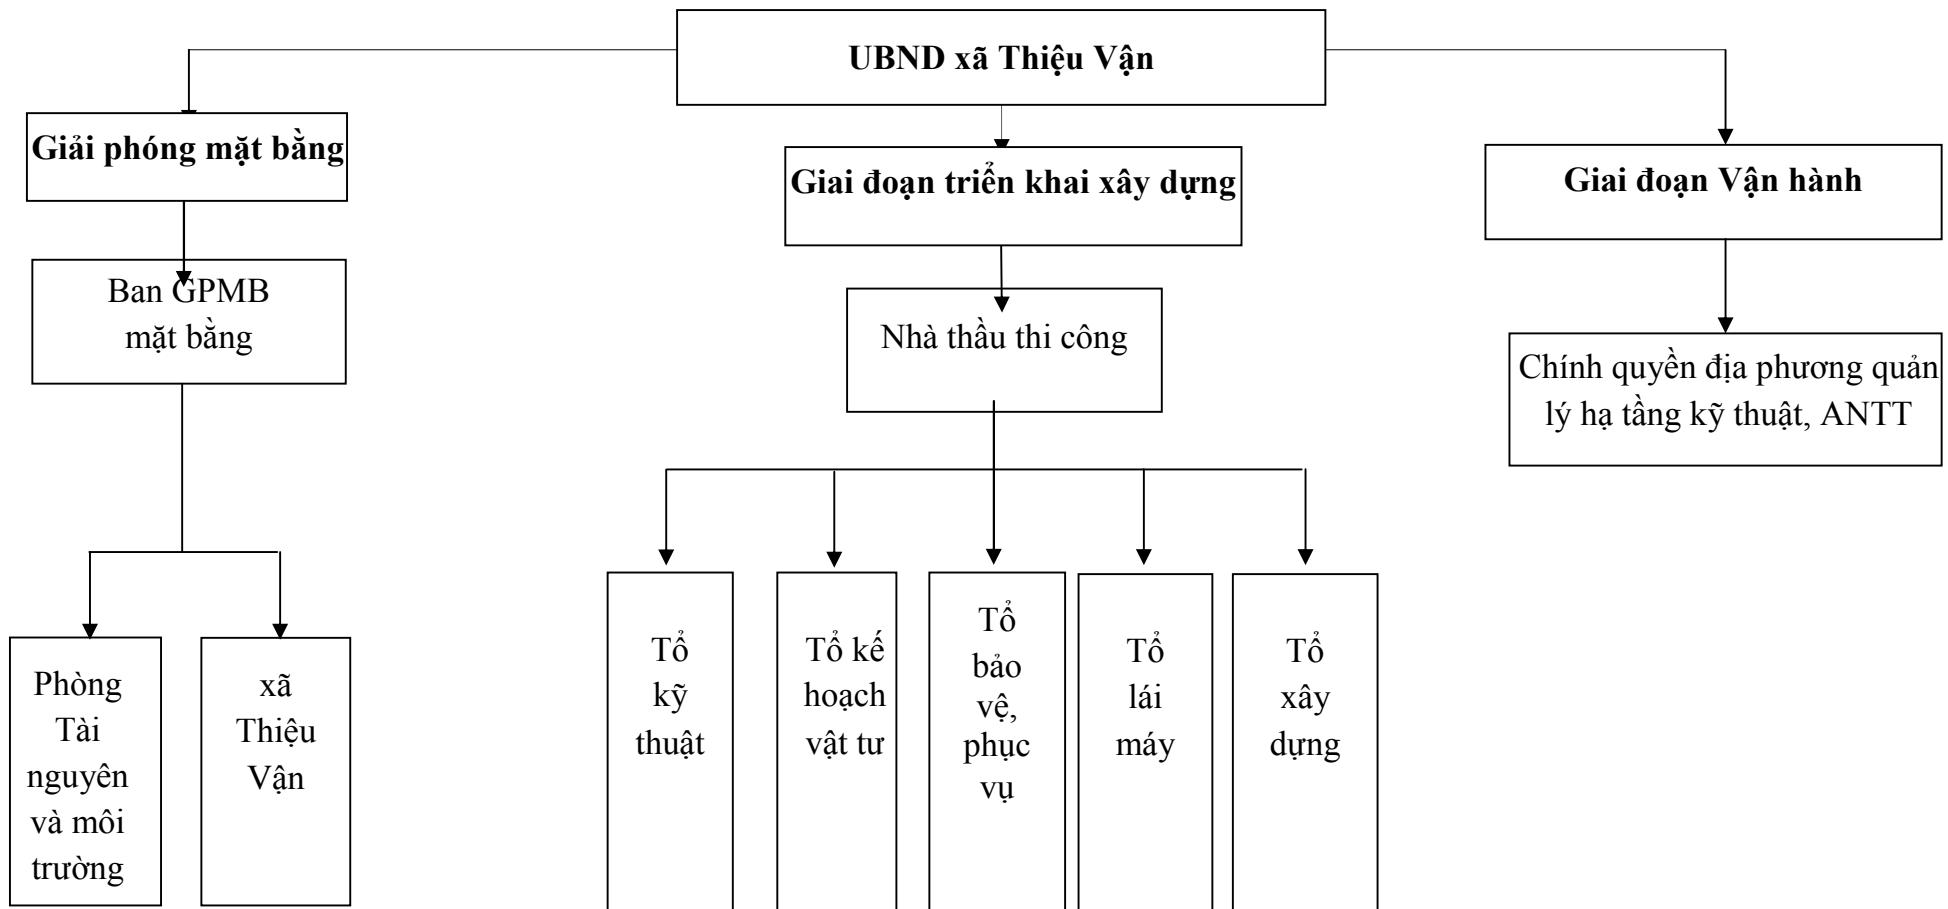 UBND xã Thiệu Vận
Giải phóng mặt bằng
Giai đoạn triển khai xây dựng
Giai đoạn Vận hành
Ban GPMB
mặt bằng
Nhà thầu thi công
Chính quyền địa phương quản
lý hạ tầng kỹ thuật, ANTT
Phòng
Tài
nguyên
và môi
trường
xã
Thiệu
Vận
Tổ
kỹ
thuật
Tổ kế
hoạch
vật tư
Tổ
bảo
vệ,
phục
vụ
Tổ
lái
máy
Tổ
xây
dựng